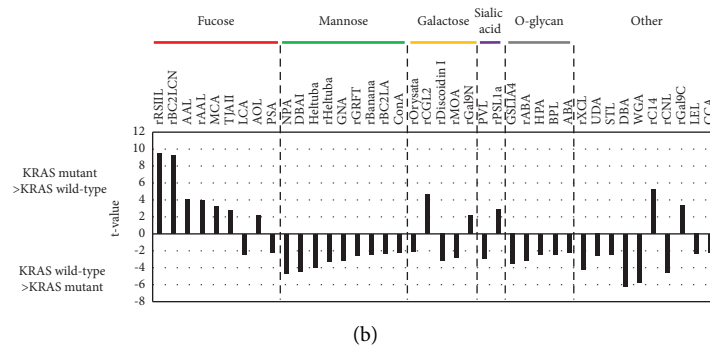 Fucose Mannose Galactose Sialic acid O-glycan Other
rRSIIL
rBC2LCN
AAL
rAAL
MCA
TJAII
LCA
AOL
PSA
NPA
DBAI
Heltuba
rHeltuba
GNA
rGRFT
rBanana
rBC2LA
ConA
rOrysata
rCGL2
rDiscoidin I
rMOA
rGal9N
PVL
rPSL1a
GSLIA4
rABA
HPA
BPL
ABA
rXCL
UDA
STL
DBA
WGA
rC14
rCNL
rGal9C
LEL
CCA
12
10
8
6
4
2
0
-2
-4
-6
-8
t-value
KRAS mutant
>KRAS wild-type
KRAS wild-type
>KRAS mutant
(b)